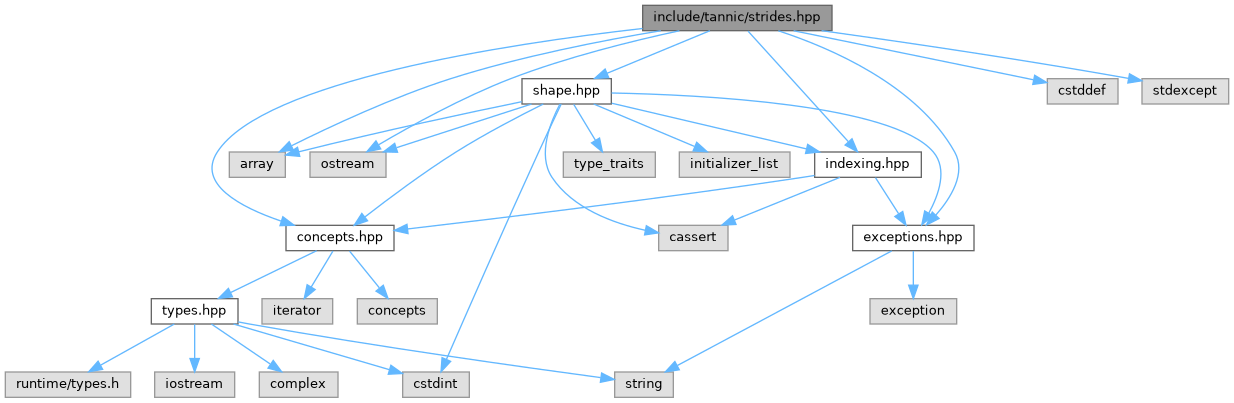 include/tannic/strides.hpp
shape.hpp
cstddef
stdexcept
array
ostream
type_traits
initializer_list
indexing.hpp
concepts.hpp
cassert
exceptions.hpp
types.hpp
iterator
concepts
exception
runtime/types.h
iostream
complex
cstdint
string